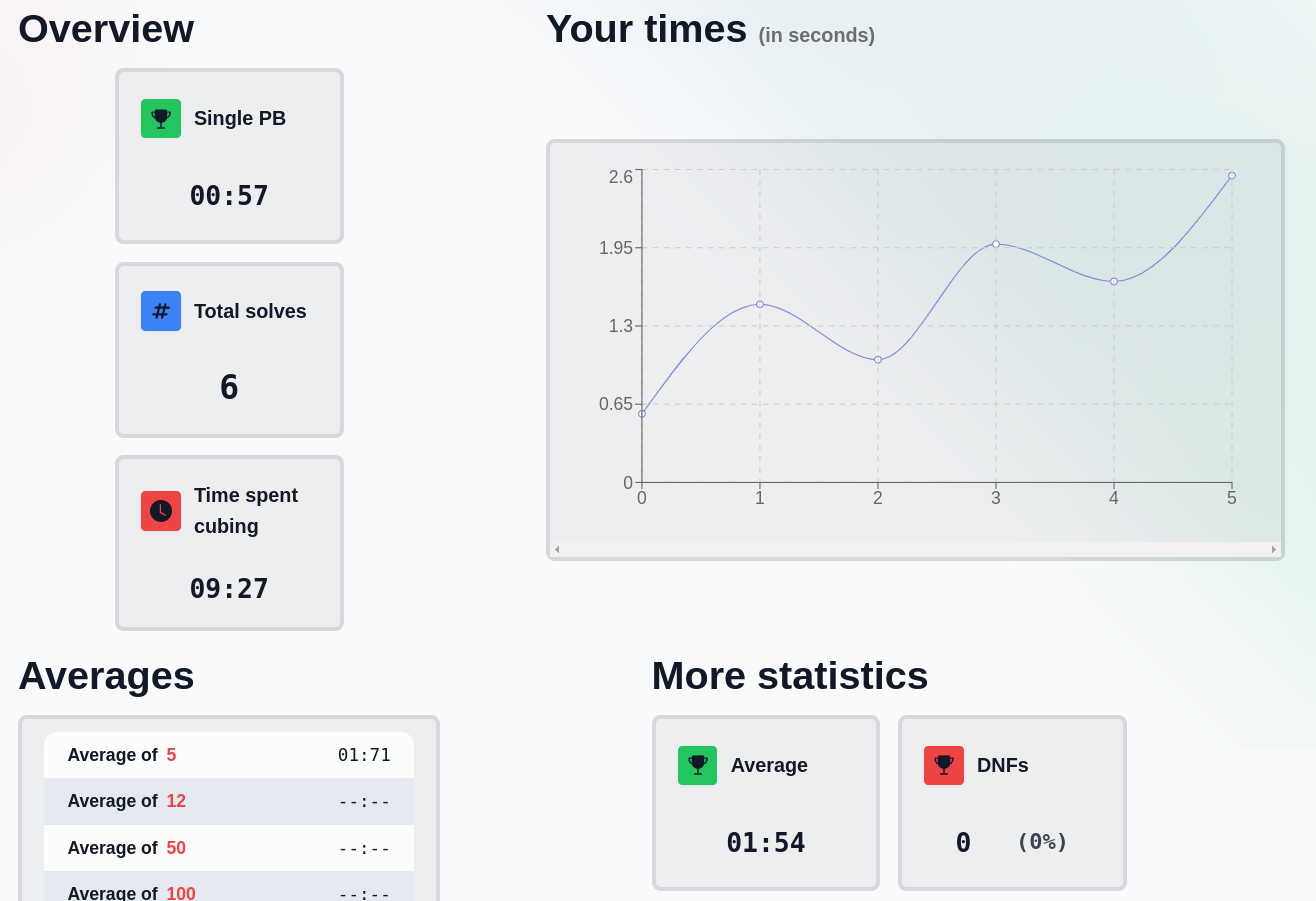 Overview
Single PB
00:57
Total solves
6
Time spent
cubing
09:27
Your times (in seconds)
2.6
1.95
1.3
0.65
0
0 1 2 3 4 5
Averages
Average of 5 01:71
Average of 12 --:--
Average of 50 --:--
Average of 100 --:--
More statistics
Average
01:54
DNFs
0 (0%)